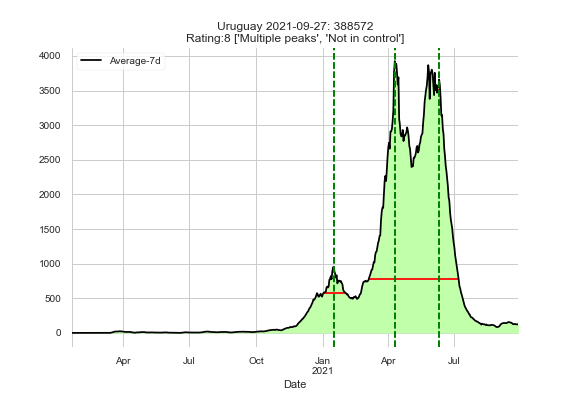 Uruguay 2021-09-27: 388572
Rating:8 ['Multiple peaks', 'Not in control']
Average-7d
4000
3500
3000
2500
2000
1500
1000
500
0
Apr Jul Oct Jan Apr Jul
2021
Date